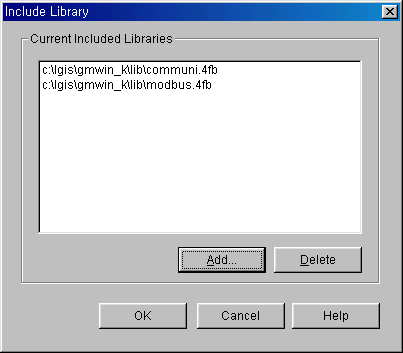 Include Library
Current Included Libraries
c:\lgis\gmwin_k\lib\communi.4fb
c:\lgis\gmwin_k\lib\modbus.4fb
Add... Delete
OK Cancel Help